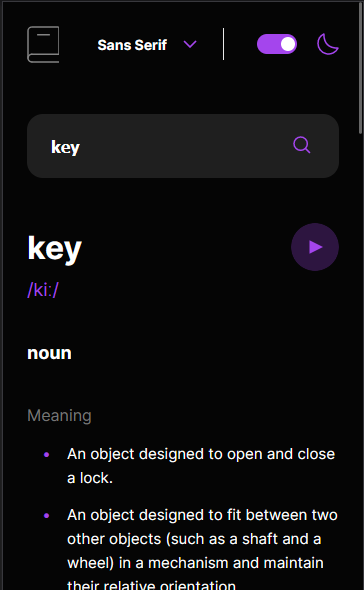 Sans Serif
key
key
/kiː/
noun
Meaning
• An object designed to open and close
a lock.
• An object designed to fit between two
other objects (such as a shaft and a
wheel) in a mechanism and maintain
their relative orientation.